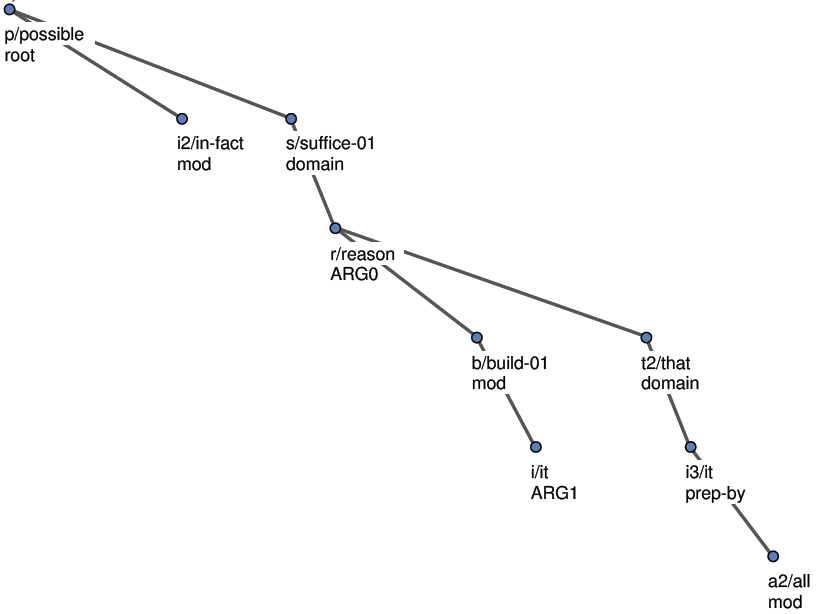 p/possible
root
i2/in-fact
mod
s/suffice-01
domain
r/reason
ARG0
b/build-01
mod
t2/that
domain
i/it
ARG1
i3/it
prep-by
a2/all
mod